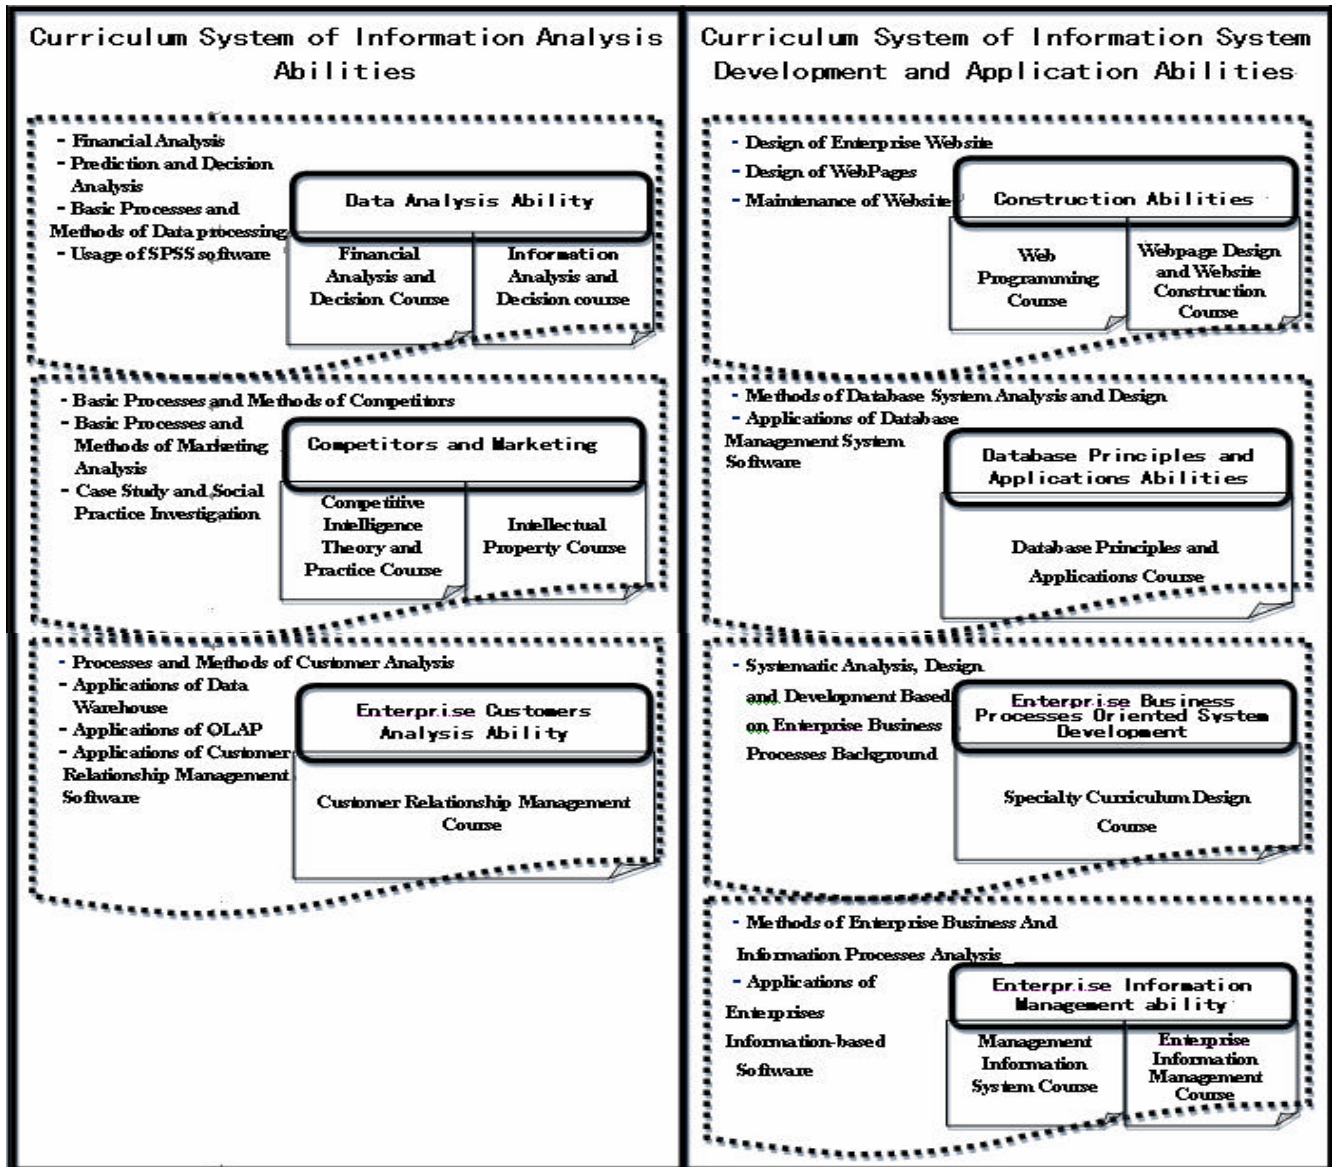 Curriculum System of Information Analysis
Abilities
- Financial Analysis
- Prediction and Decision
Analysis
- Basic Processes and
Methods of Data processing
- Usage of SPSS software
Data Analysis Ability
Financial
Analysis and
Decision Course
Information
Analysis and
Decision course
- Basic Processes and Methods of Competitors
- Basic Processes and
Methods of Marketing
Analysis
- Case Study and Social
Practice Investigation
Competitors and Marketing
Competitive
Intelligence
Theory and
Practice Course
Intellectual
Property Course
- Processes and Methods of Customer Analysis
- Applications of Data
Warehouse
- Applications of OLAP
- Applications of Customer
Relationship Management
Software
Enterprise Customers
Analysis Ability
Customer Relationship Management
Course
Curriculum System of Information System
Development and Application Abilities
- Design of Enterprise Website
- Design of WebPages
- Maintenance of Website
Construction Abilities
Web
Programming
Course
Webpage Design
and Website
Construction
Course
- Methods of Database System Analysis and Design
- Applications of Database
Management System
Software
Database Principles and
Applications Abilities
Database Principles and
Applications Course
- Systematic Analysis, Design
and Development Based
on Enterprise Business
Processes Background
Enterprise Business
Processes Oriented System
Development
Specialty Curriculum Design
Course
- Methods of Enterprise Business And
Information Processes Analysis
- Applications of
Enterprises
Information-based
Software
Enterprise Information
Management ability
Management
Information
System Course
Enterprise
Information
Management
Course